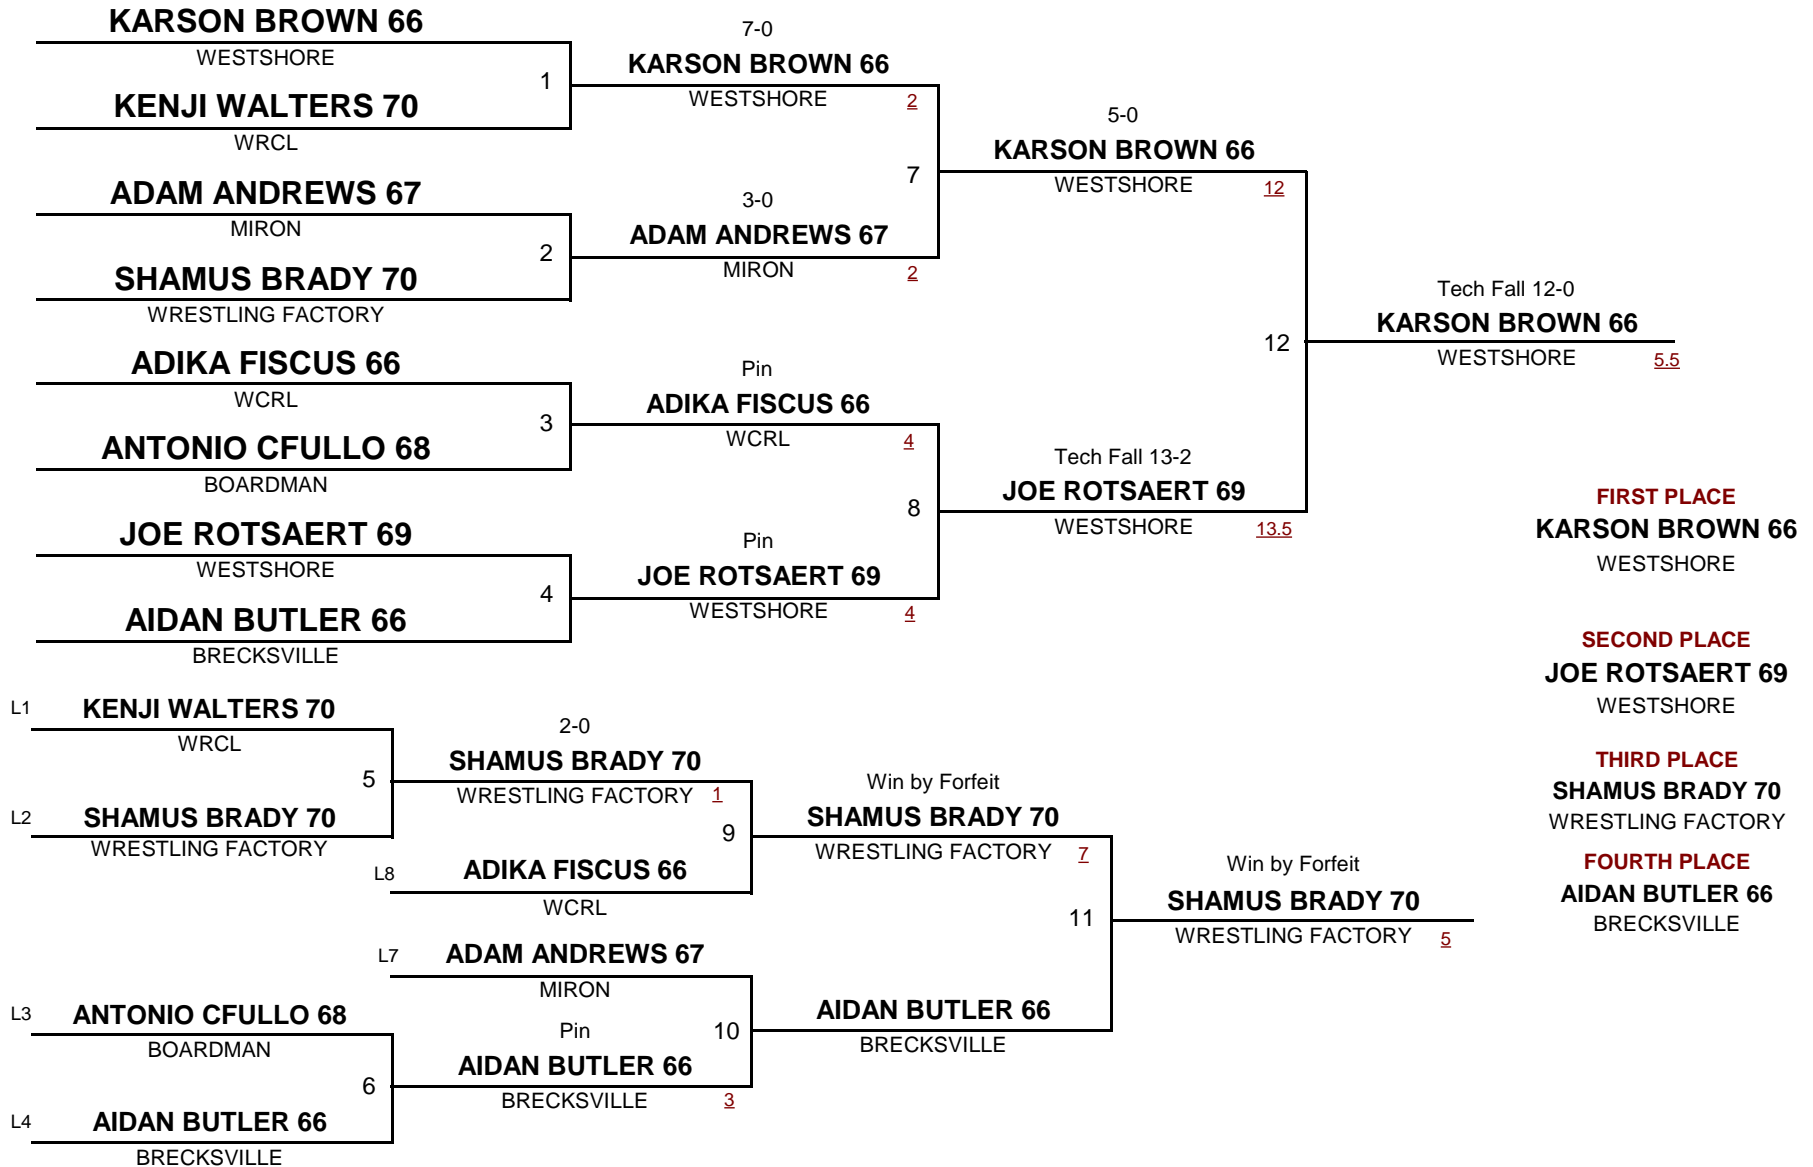 KARSON BROWN 66
WESTSHORE
1
KENJI WALTERS 70
WRCL
7-0
KARSON BROWN 66
WESTSHORE 2
ADAM ANDREWS 67
MIRON
2
SHAMUS BRADY 70
WRESTLING FACTORY
3-0
ADAM ANDREWS 67
MIRON 2
7
5-0
KARSON BROWN 66
WESTSHORE 12
ADIKA FISCUS 66
WCRL
3
ANTONIO CFULLO 68
BOARDMAN
Pin
ADIKA FISCUS 66
WCRL 4
JOE ROTSAERT 69
WESTSHORE
4
AIDAN BUTLER 66
BRECKSVILLE
Pin
JOE ROTSAERT 69
WESTSHORE 4
8
Tech Fall 13-2
JOE ROTSAERT 69
WESTSHORE 13.5
12
Tech Fall 12-0
KARSON BROWN 66
WESTSHORE 5.5
FIRST PLACE
KARSON BROWN 66
WESTSHORE
SECOND PLACE
JOE ROTSAERT 69
WESTSHORE
THIRD PLACE
SHAMUS BRADY 70
WRESTLING FACTORY
FOURTH PLACE
AIDAN BUTLER 66
BRECKSVILLE
L1 KENJI WALTERS 70
WRCL
5
L2 SHAMUS BRADY 70
WRESTLING FACTORY
2-0
SHAMUS BRADY 70
WRESTLING FACTORY 1
9
L8 ADIKA FISCUS 66
WCRL
Win by Forfeit
SHAMUS BRADY 70
WRESTLING FACTORY 7
L7 ADAM ANDREWS 67
MIRON
10
L3 ANTONIO CFULLO 68
BOARDMAN
6
L4 AIDAN BUTLER 66
BRECKSVILLE
Pin
AIDAN BUTLER 66
BRECKSVILLE 3
AIDAN BUTLER 66
BRECKSVILLE
11
Win by Forfeit
SHAMUS BRADY 70
WRESTLING FACTORY 5